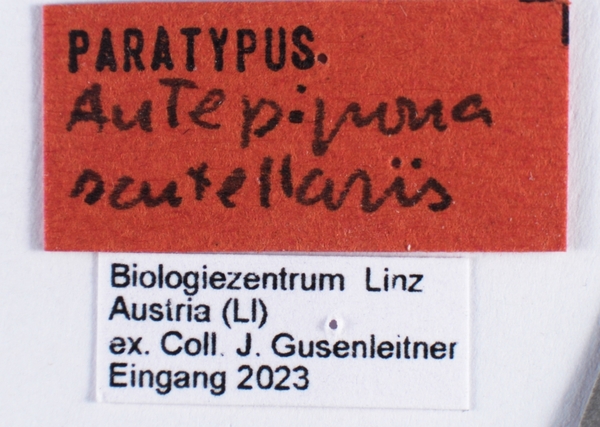 PARATYPUS.
Antepipona
scutellaris
Biologiezentrum Linz
Austria (LI)
ex. Coll. J. Gusenleitner
Eingang 2023